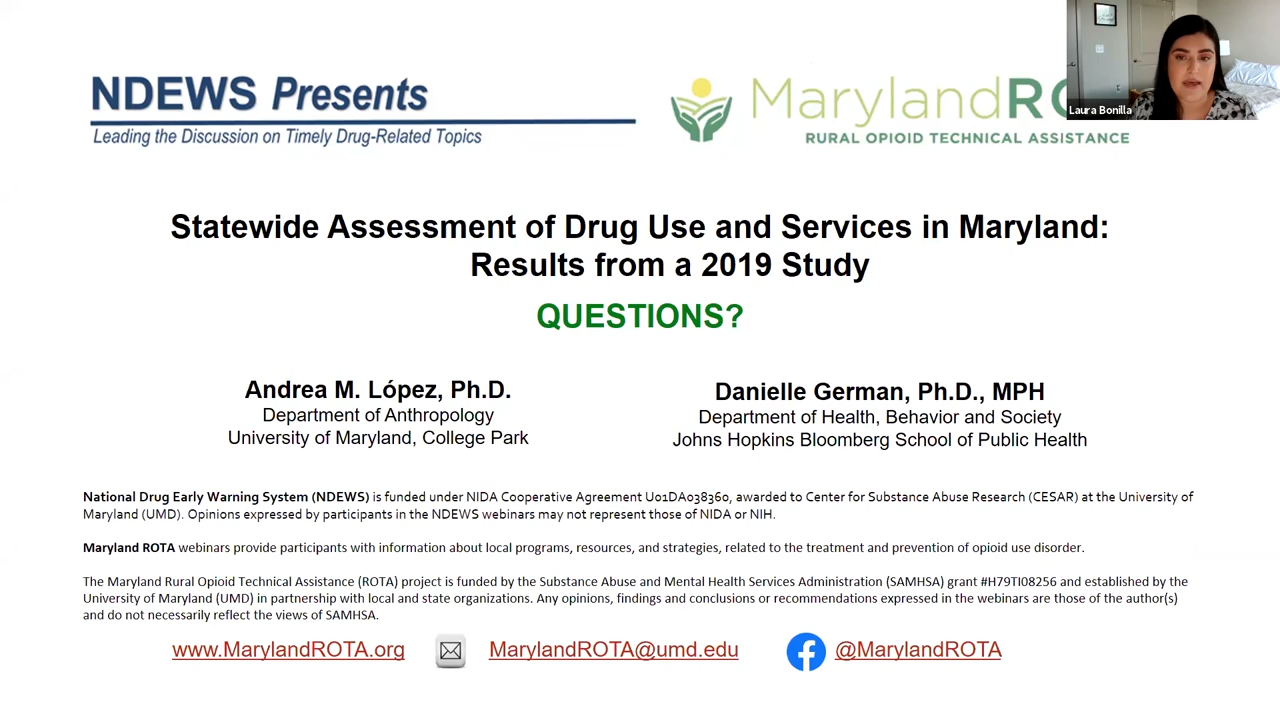 NDEWS Presents
Leading the Discussion on Timely Drug-Related Topics
MarylandRO
RURAL OPIOID TECHNICAL ASSISTANCE
Laura Bonilla
Statewide Assessment of Drug Use and Services in Maryland:
Results from a 2019 Study
QUESTIONS?
Andrea M. López, Ph.D.
Department of Anthropology
University of Maryland, College Park
Danielle German, Ph.D., MPH
Department of Health, Behavior and Society
Johns Hopkins Bloomberg School of Public Health
National Drug Early Warning System (NDEWS) is funded under NIDA Cooperative Agreement U01DA038360, awarded to Center for Substance Abuse Research (CESAR) at the University of
Maryland (UMD). Opinions expressed by participants in the NDEWS webinars may not represent those of NIDA or NIH.
Maryland ROTA webinars provide participants with information about local programs, resources, and strategies, related to the treatment and prevention of opioid use disorder.
The Maryland Rural Opioid Technical Assistance (ROTA) project is funded by the Substance Abuse and Mental Health Services Administration (SAMHSA) grant #H79TI08256 and established by the
University of Maryland (UMD) in partnership with local and state organizations. Any opinions, findings and conclusions or recommendations expressed in the webinars are those of the author(s)
and do not necessarily reflect the views of SAMHSA.
www.MarylandROTA.org
MarylandROTA@umd.edu
@MarylandROTA